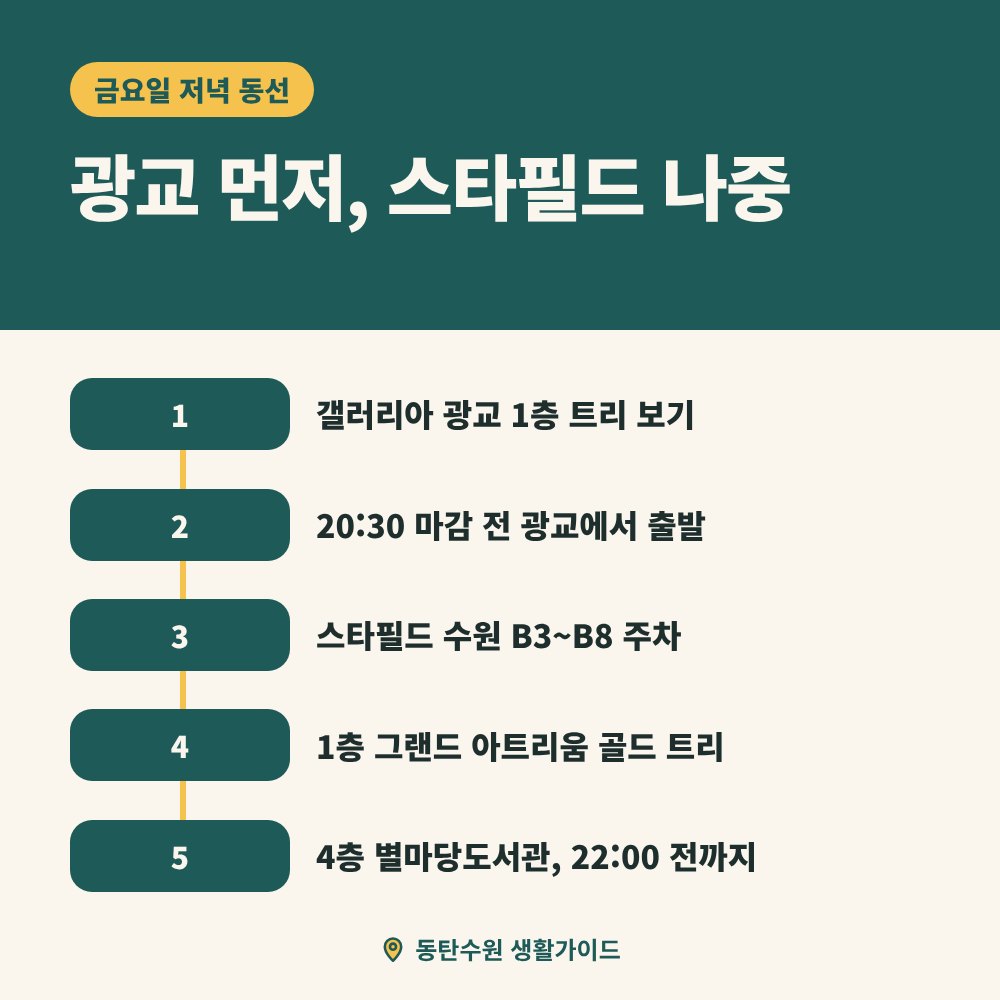 금요일 저녁 동선
광교 먼저, 스타필드 나중
1 갤러리아 광교 1층 트리 보기
2 20:30 마감 전 광교에서 출발
3 스타필드 수원 B3~B8 주차
4 1층 그랜드 아트리움 골드 트리
5 4층 별마당도서관, 22:00 전까지
동탄수원 생활가이드